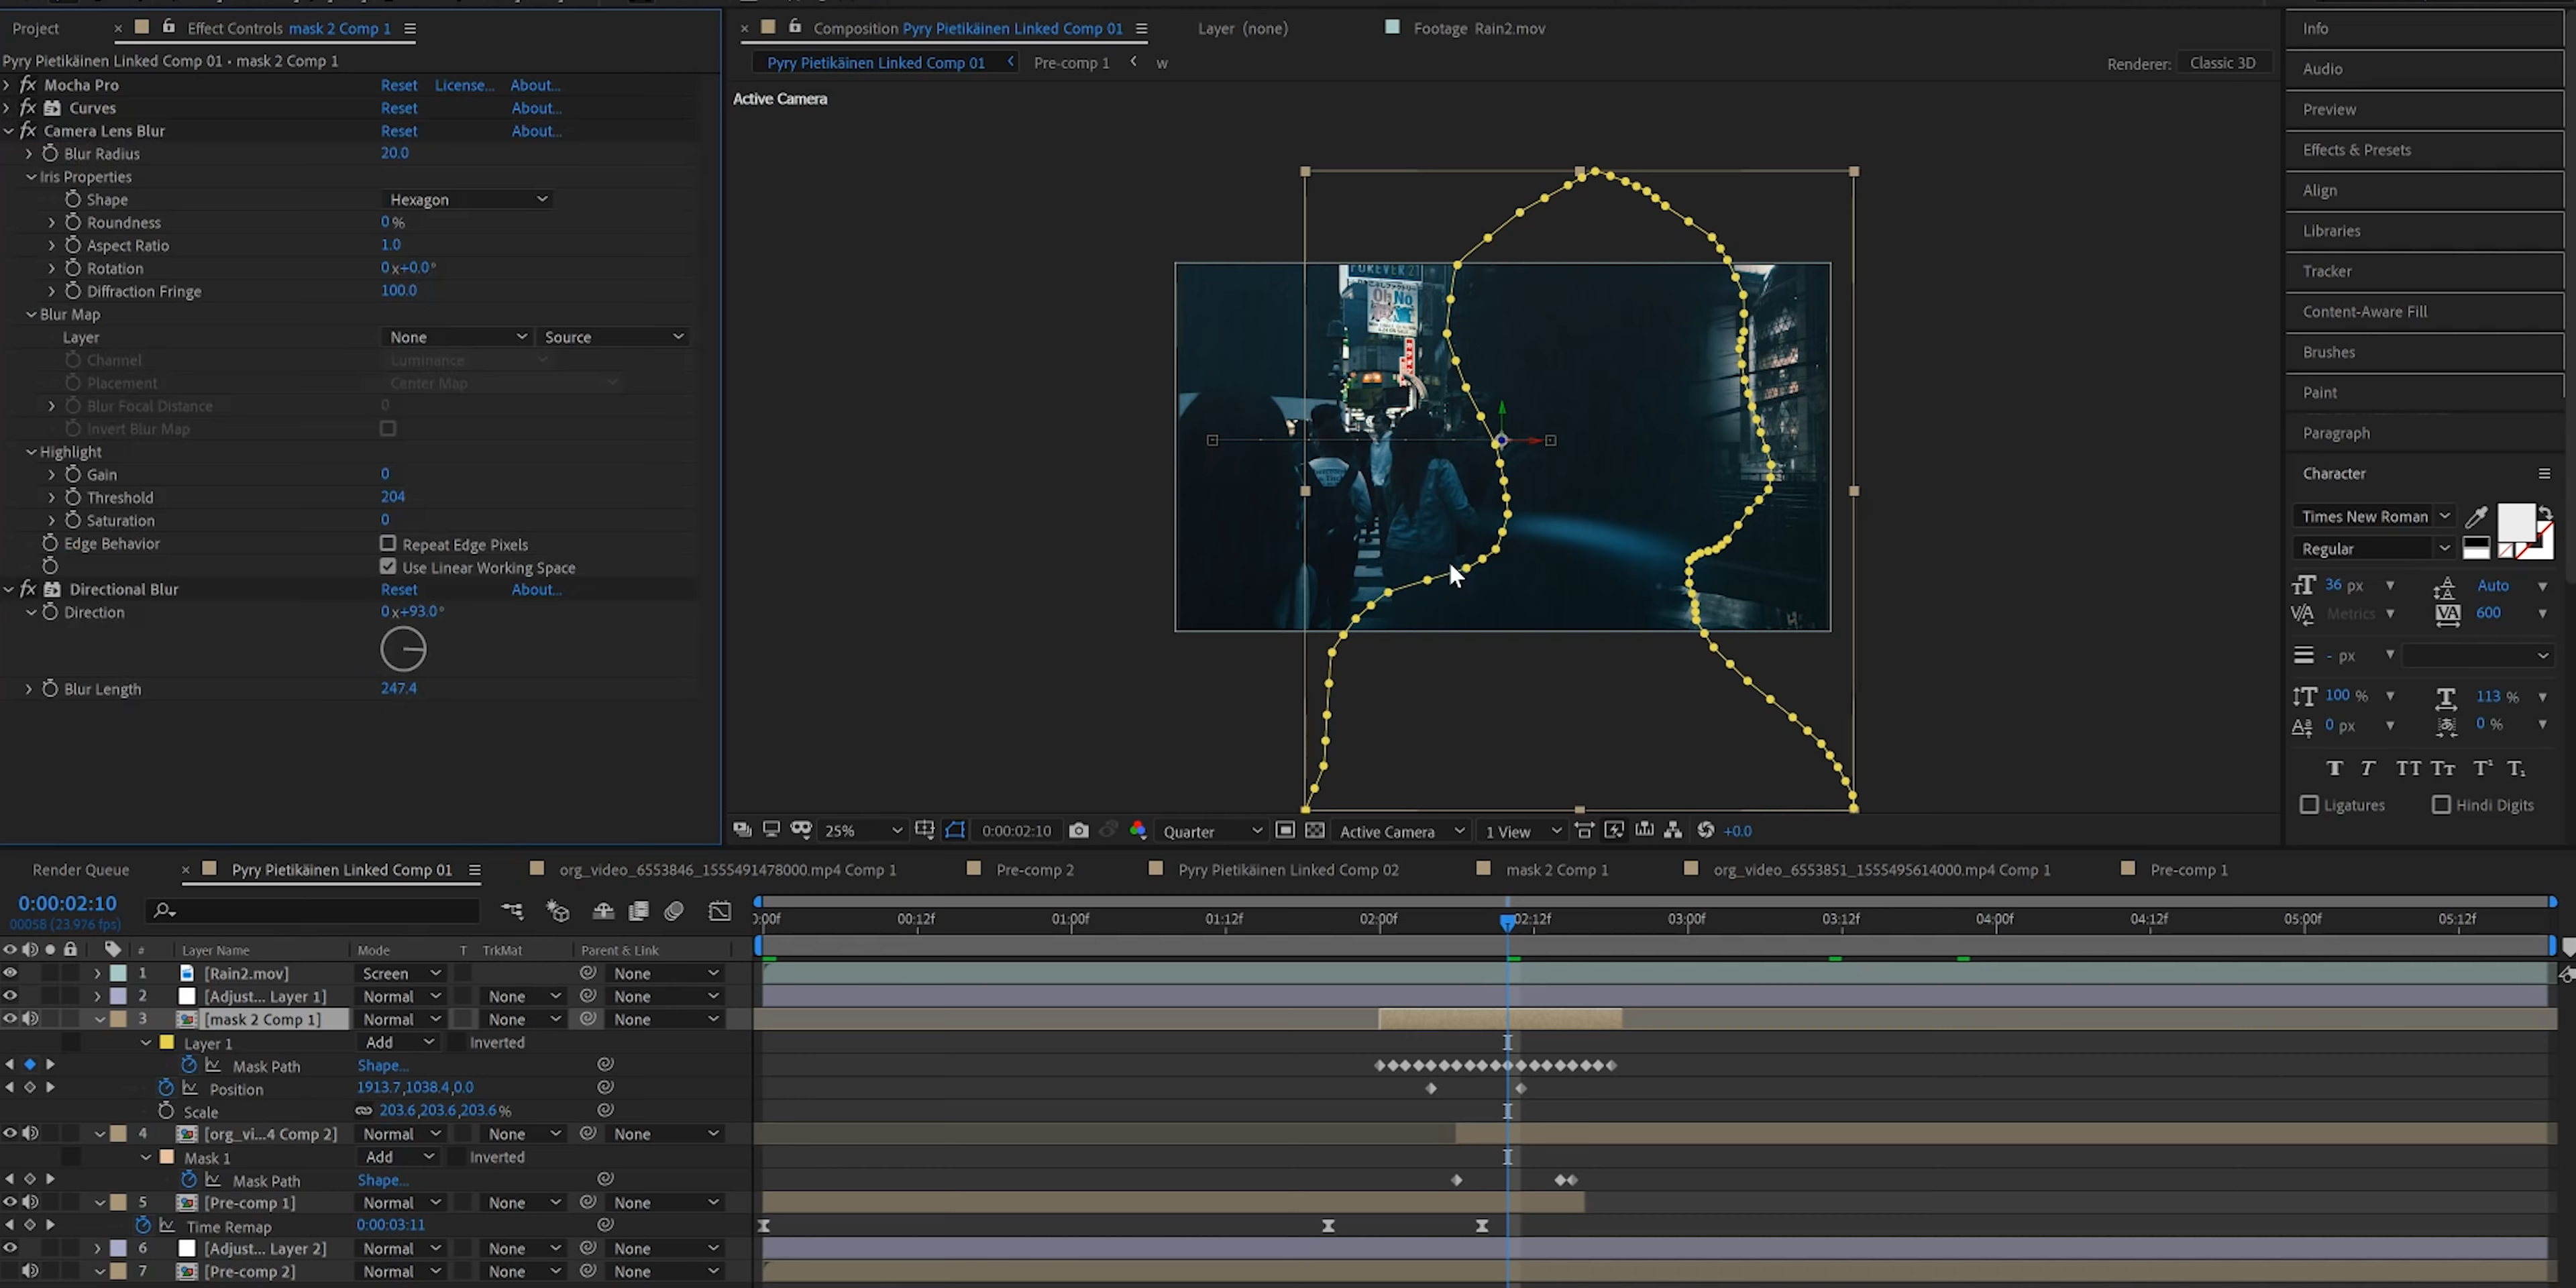 Project
Effect Controls mask 2 Comp 1
Pyry Pietikäinen Linked Comp 01 • mask 2 Comp 1
fx Mocha Pro Reset License... About...
fx Curves Reset About...
fx Camera Lens Blur Reset About...
Blur Radius 20.0
Iris Properties
Shape Hexagon
Roundness 0%
Aspect Ratio 1.0
Rotation 0x+0.0°
Diffraction Fringe 100.0
Blur Map
Layer None Source
Channel Luminance
Placement Center Map
Blur Focal Distance 0
Invert Blur Map
Highlight
Gain 0
Threshold 204
Saturation 0
Edge Behavior Repeat Edge Pixels
Use Linear Working Space
fx Directional Blur Reset About...
Direction 0x+93.0°
Blur Length 247.4
Composition Pyry Pietikäinen Linked Comp 01
Layer (none)
Footage Rain2.mov
Pyry Pietikäinen Linked Comp 01 Pre-comp 1 w
Renderer: Classic 3D
Active Camera
FOREVER 21
Oh No
25% 0:00:02:10 Quarter Active Camera 1 View +0.0
Info
Audio
Preview
Effects & Presets
Align
Libraries
Tracker
Content-Aware Fill
Brushes
Paint
Paragraph
Character
Times New Roman
Regular
36 px Auto
Metrics 600
- px
100 % 113 %
0 px 0 %
T T TT Tт T¹ T₁
Ligatures Hindi Digits
Render Queue Pyry Pietikäinen Linked Comp 01 org_video_6553846_1555491478000.mp4 Comp 1 Pre-comp 2 Pyry Pietikäinen Linked Comp 02 mask 2 Comp 1 org_video_6553851_1555495614000.mp4 Comp 1 Pre-comp 1
0:00:02:10
00058 (23.976 fps)
):00f 00:12f 01:00f 01:12f 02:00f 02:12f 03:00f 03:12f 04:00f 04:12f 05:00f 05:12f
# Layer Name Mode T TrkMat Parent & Link
1 [Rain2.mov] Screen None
2 [Adjust... Layer 1] Normal None None
3 [mask 2 Comp 1] Normal None None
Layer 1 Add Inverted
Mask Path Shape...
Position 1913.7,1038.4,0.0
Scale 203.6,203.6,203.6%
4 [org_vi...4 Comp 2] Normal None None
Mask 1 Add Inverted
Mask Path Shape...
5 [Pre-comp 1] Normal None None
Time Remap 0:00:03:11
6 [Adjust... Layer 2] Normal None None
7 [Pre-comp 2] Normal None None